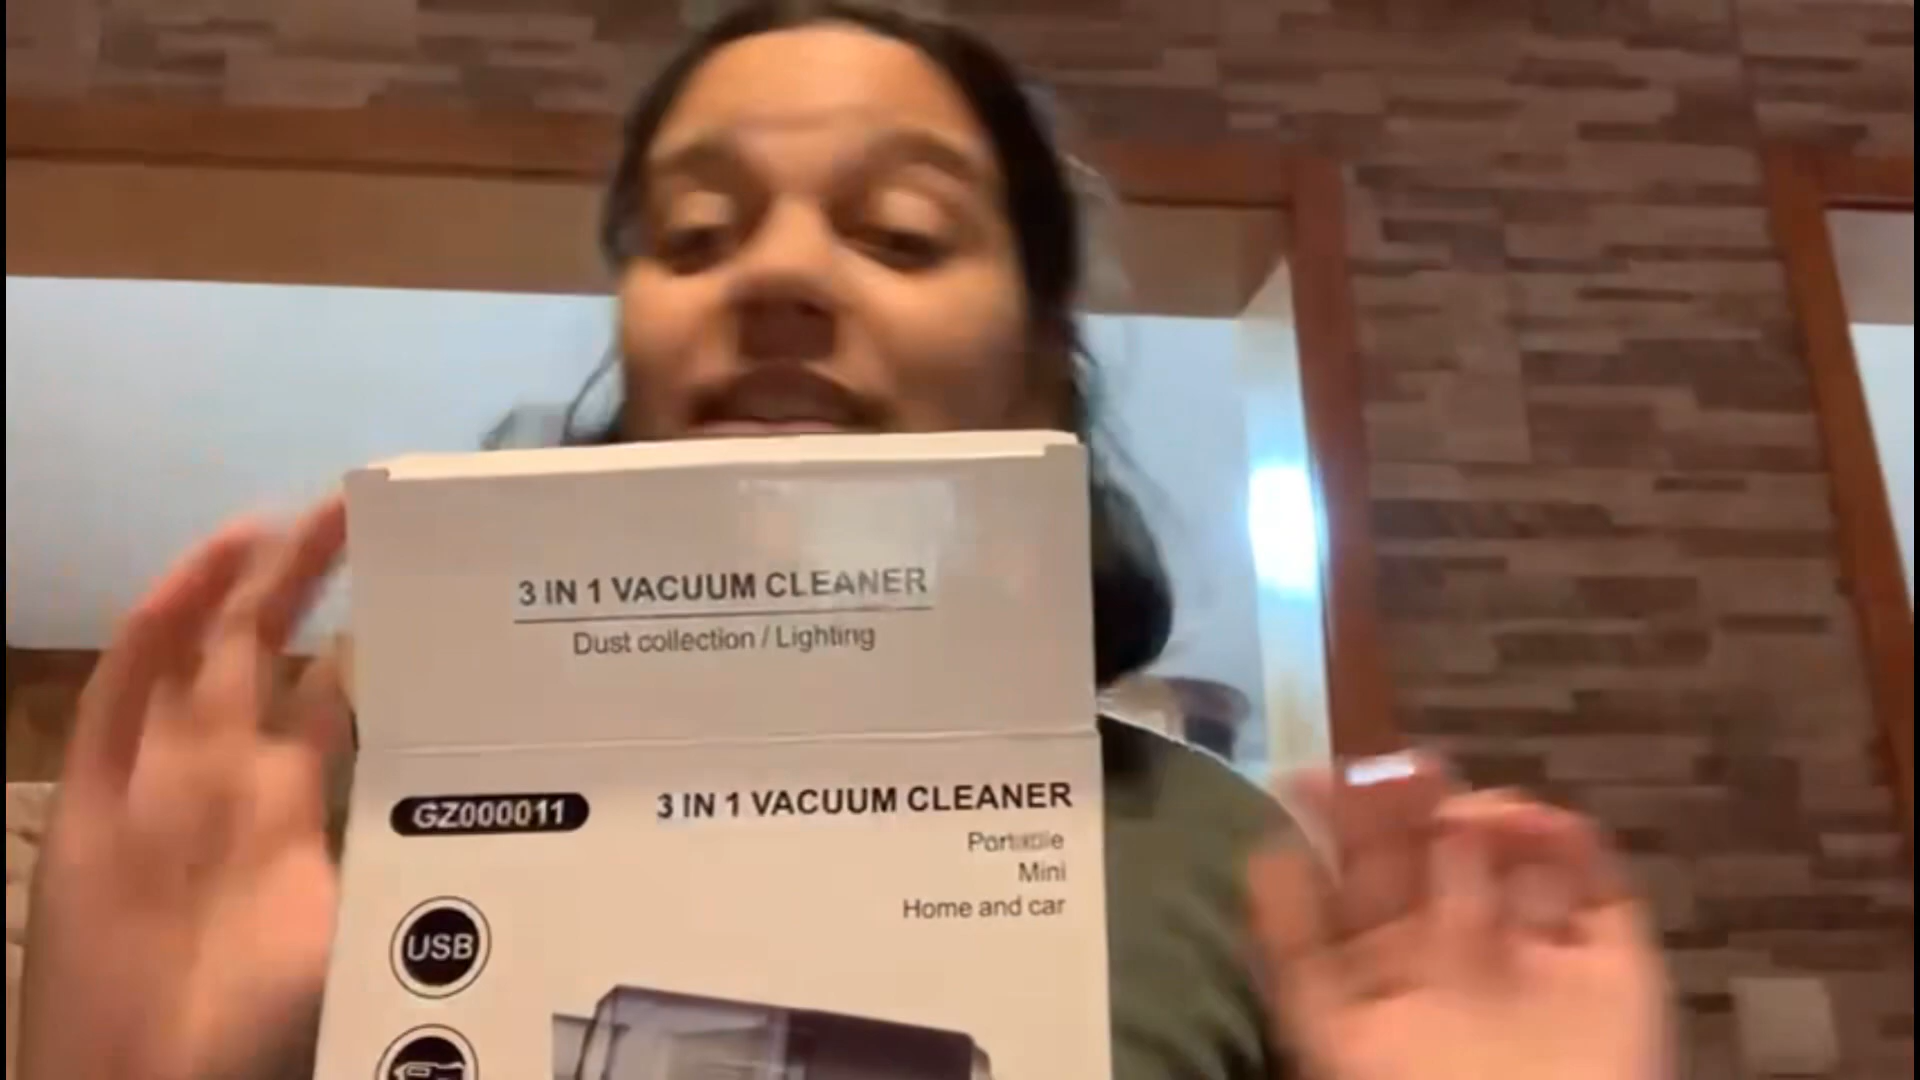 3 IN 1 VACUUM CLEANER
Dust collection / Lighting
GZ000011
3 IN 1 VACUUM CLEANER
Portable
Mini
Home and car
USB